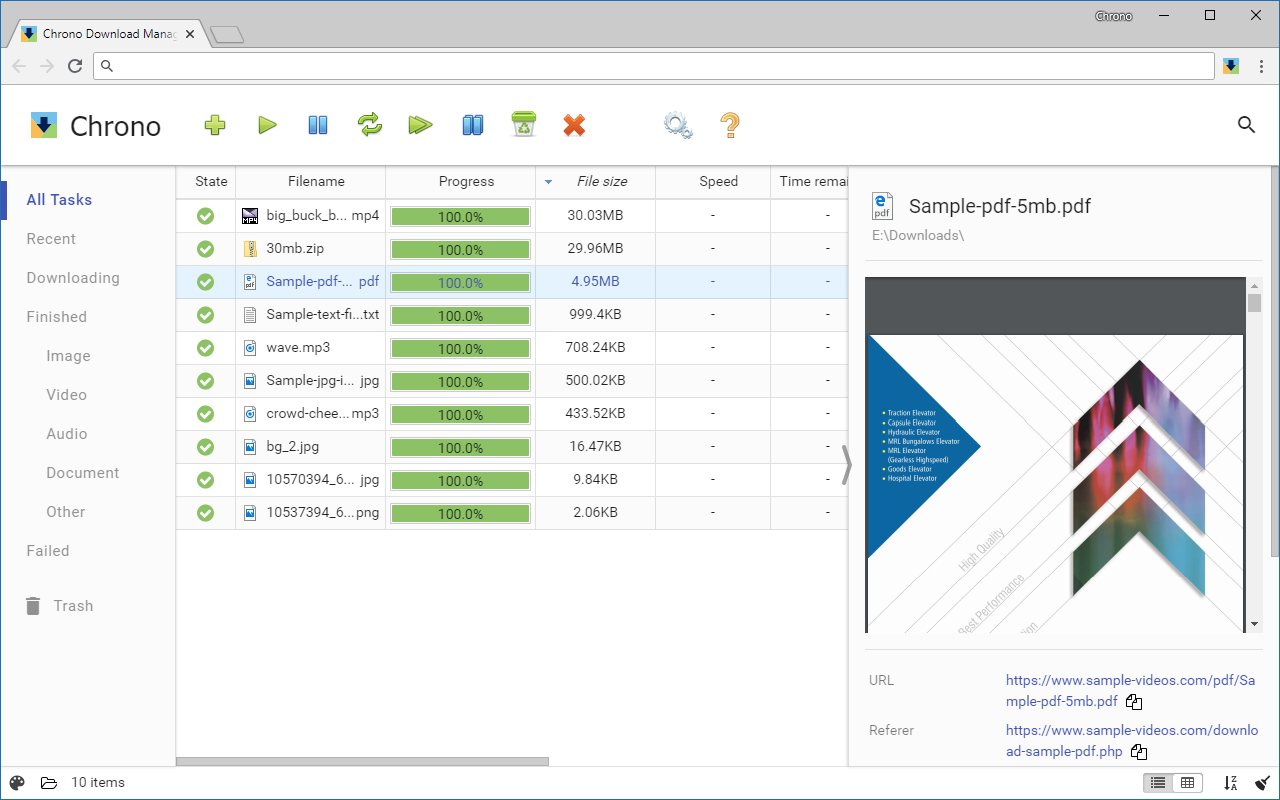 Chrono
Chrono Download Mana
Chrono
All Tasks
Recent
Downloading
Finished
Image
Video
Audio
Document
Other
Failed
Trash
State Filename Progress File size Speed Time remai
big_buck_b... mp4 100.0% 30.03MB - -
30mb.zip 100.0% 29.96MB - -
Sample-pdf-... pdf 100.0% 4.95MB - -
Sample-text-fi...txt 100.0% 999.4KB - -
wave.mp3 100.0% 708.24KB - -
Sample-jpg-i... jpg 100.0% 500.02KB - -
crowd-chee...mp3 100.0% 433.52KB - -
bg_2.jpg 100.0% 16.47KB - -
10570394_6... jpg 100.0% 9.84KB - -
10537394_6...png 100.0% 2.06KB - -
Sample-pdf-5mb.pdf
E:\Downloads\
• Traction Elevator
• Capsule Elevator
• Hydraulic Elevator
• MRL Bungalows Elevator
• MRL Elevator
(Gearless Highspeed)
• Goods Elevator
• Hospital Elevator
High Quality
Best Performance
URL
https://www.sample-videos.com/pdf/Sa
mple-pdf-5mb.pdf
Referer
https://www.sample-videos.com/downlo
ad-sample-pdf.php
10 items